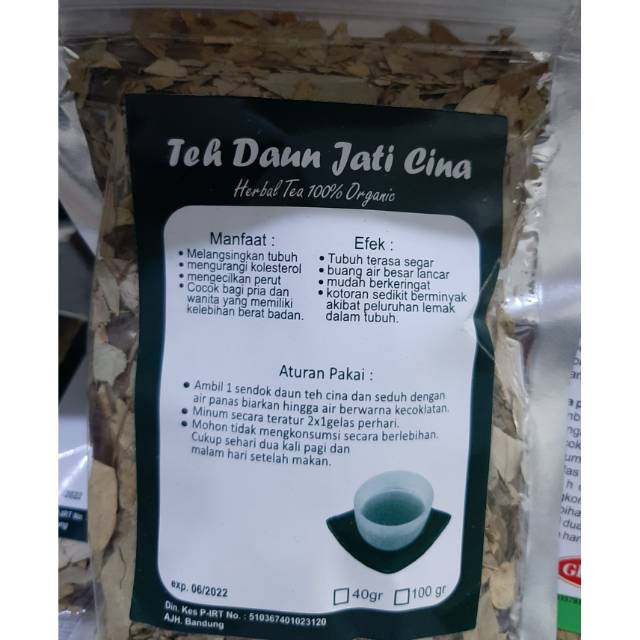 Teh Daun Jati Cina
Herbal Tea 100% Organic
Manfaat :
• Melangsingkan tubuh
• mengurangi kolesterol
• mengecilkan perut
• Cocok bagi pria dan
wanita yang memiliki
kelebihan berat badan.
Efek :
• Tubuh terasa segar
• buang air besar lancar
• mudah berkeringat
• kotoran sedikit berminyak
akibat peluruhan lemak
dalam tubuh.
Aturan Pakai :
• Ambil 1 sendok daun teh cina dan seduh dengan
air panas biarkan hingga air berwarna kecoklatan.
• Minum secara teratur 2x1gelas perhari.
• Mohon tidak mengkonsumsi secara berlebihan.
Cukup sehari dua kali pagi dan
malam hari setelah makan.
exp. 06/2022
40gr
100 gr
Din. Kes P-IRT No. : 510367401023120
AJH. Bandung
/2022